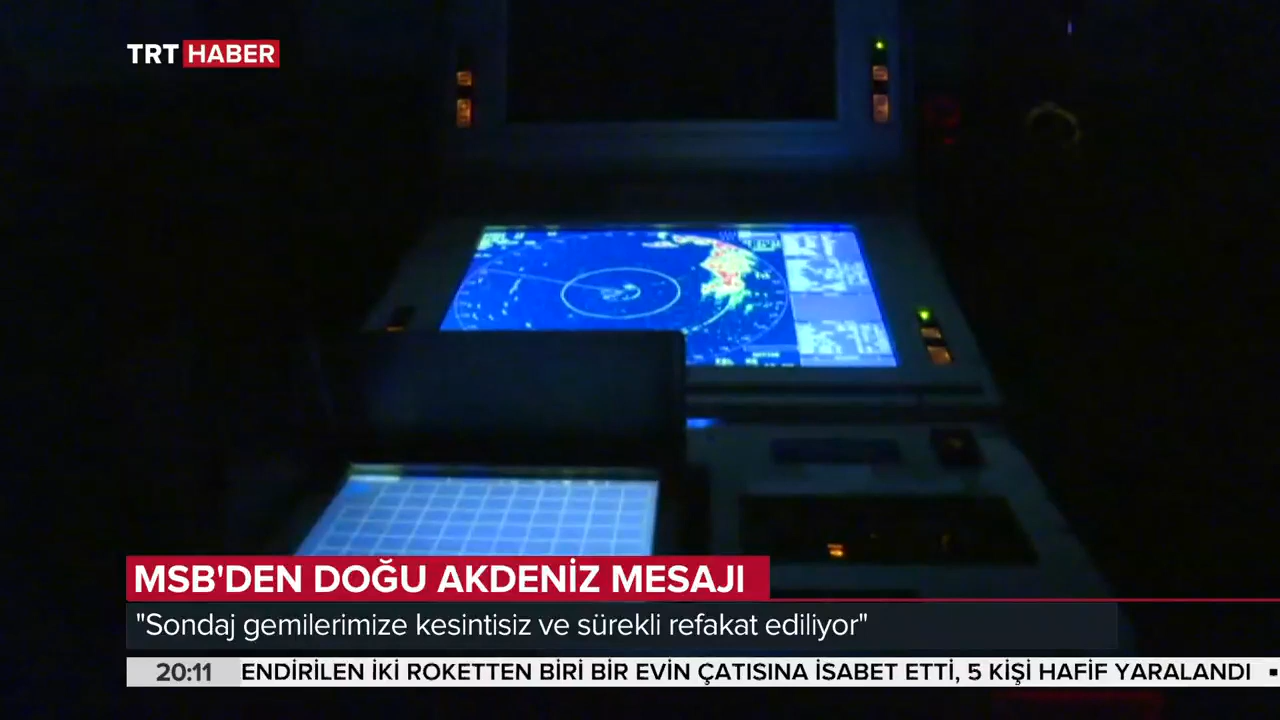 TRT HABER
MSB'DEN DOĞU AKDENİZ MESAJI
"Sondaj gemilerimize kesintisiz ve sürekli refakat ediliyor"
20:11 ENDİRİLEN İKİ ROKETTEN BİRİ BİR EVİN ÇATISINA İSABET ETTİ, 5 KİŞİ HAFİF YARALANDI